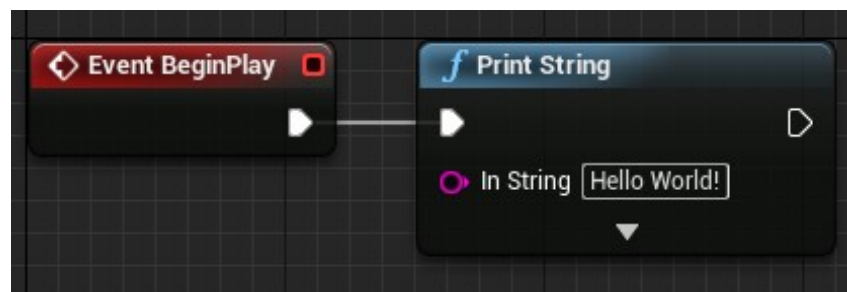 Event BeginPlay
f Print String
In String Hello World!